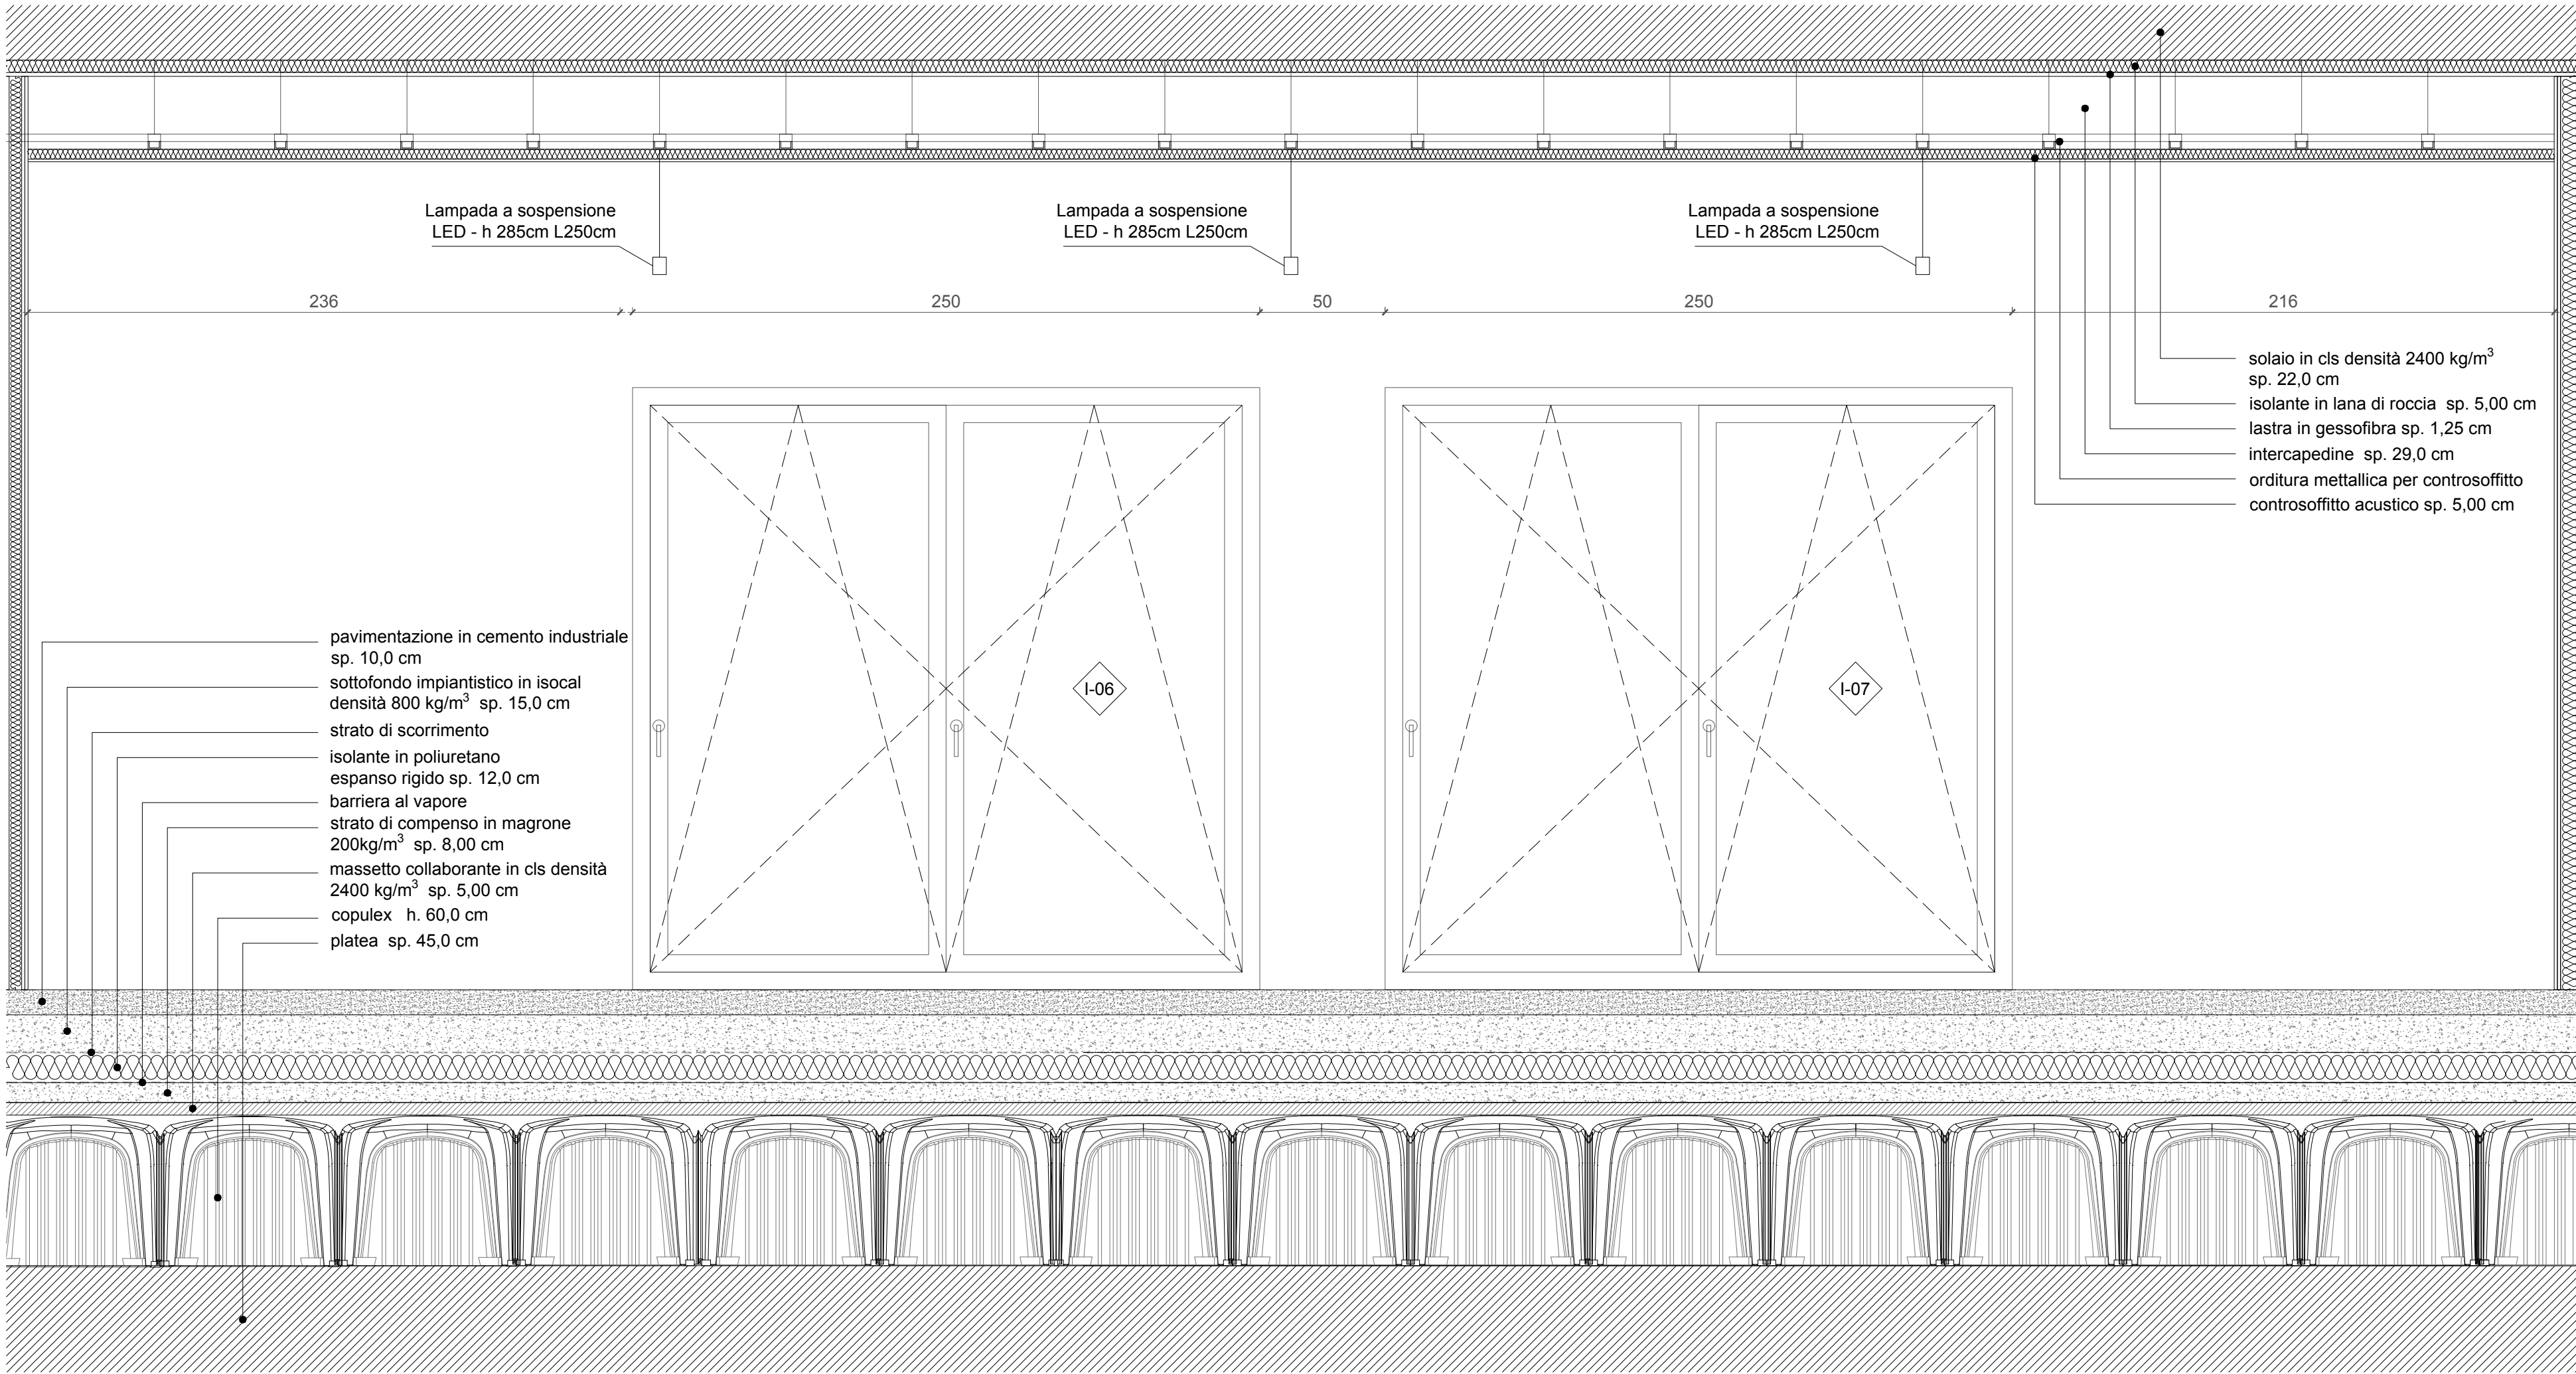 Lampada a sospensione
LED - h 285cm L250cm
Lampada a sospensione
LED - h 285cm L250cm
Lampada a sospensione
LED - h 285cm L250cm
236
250
50
250
216
solaio in cls densità 2400 kg/m³
sp. 22,0 cm
isolante in lana di roccia sp. 5,00 cm
lastra in gessofibra sp. 1,25 cm
intercapedine sp. 29,0 cm
orditura mettallica per controsoffitto
controsoffitto acustico sp. 5,00 cm
pavimentazione in cemento industriale
sp. 10,0 cm
sottofondo impiantistico in isocal
densità 800 kg/m³ sp. 15,0 cm
strato di scorrimento
isolante in poliuretano
espanso rigido sp. 12,0 cm
barriera al vapore
strato di compenso in magrone
200kg/m³ sp. 8,00 cm
massetto collaborante in cls densità
2400 kg/m³ sp. 5,00 cm
copulex h. 60,0 cm
platea sp. 45,0 cm
I-06
I-07